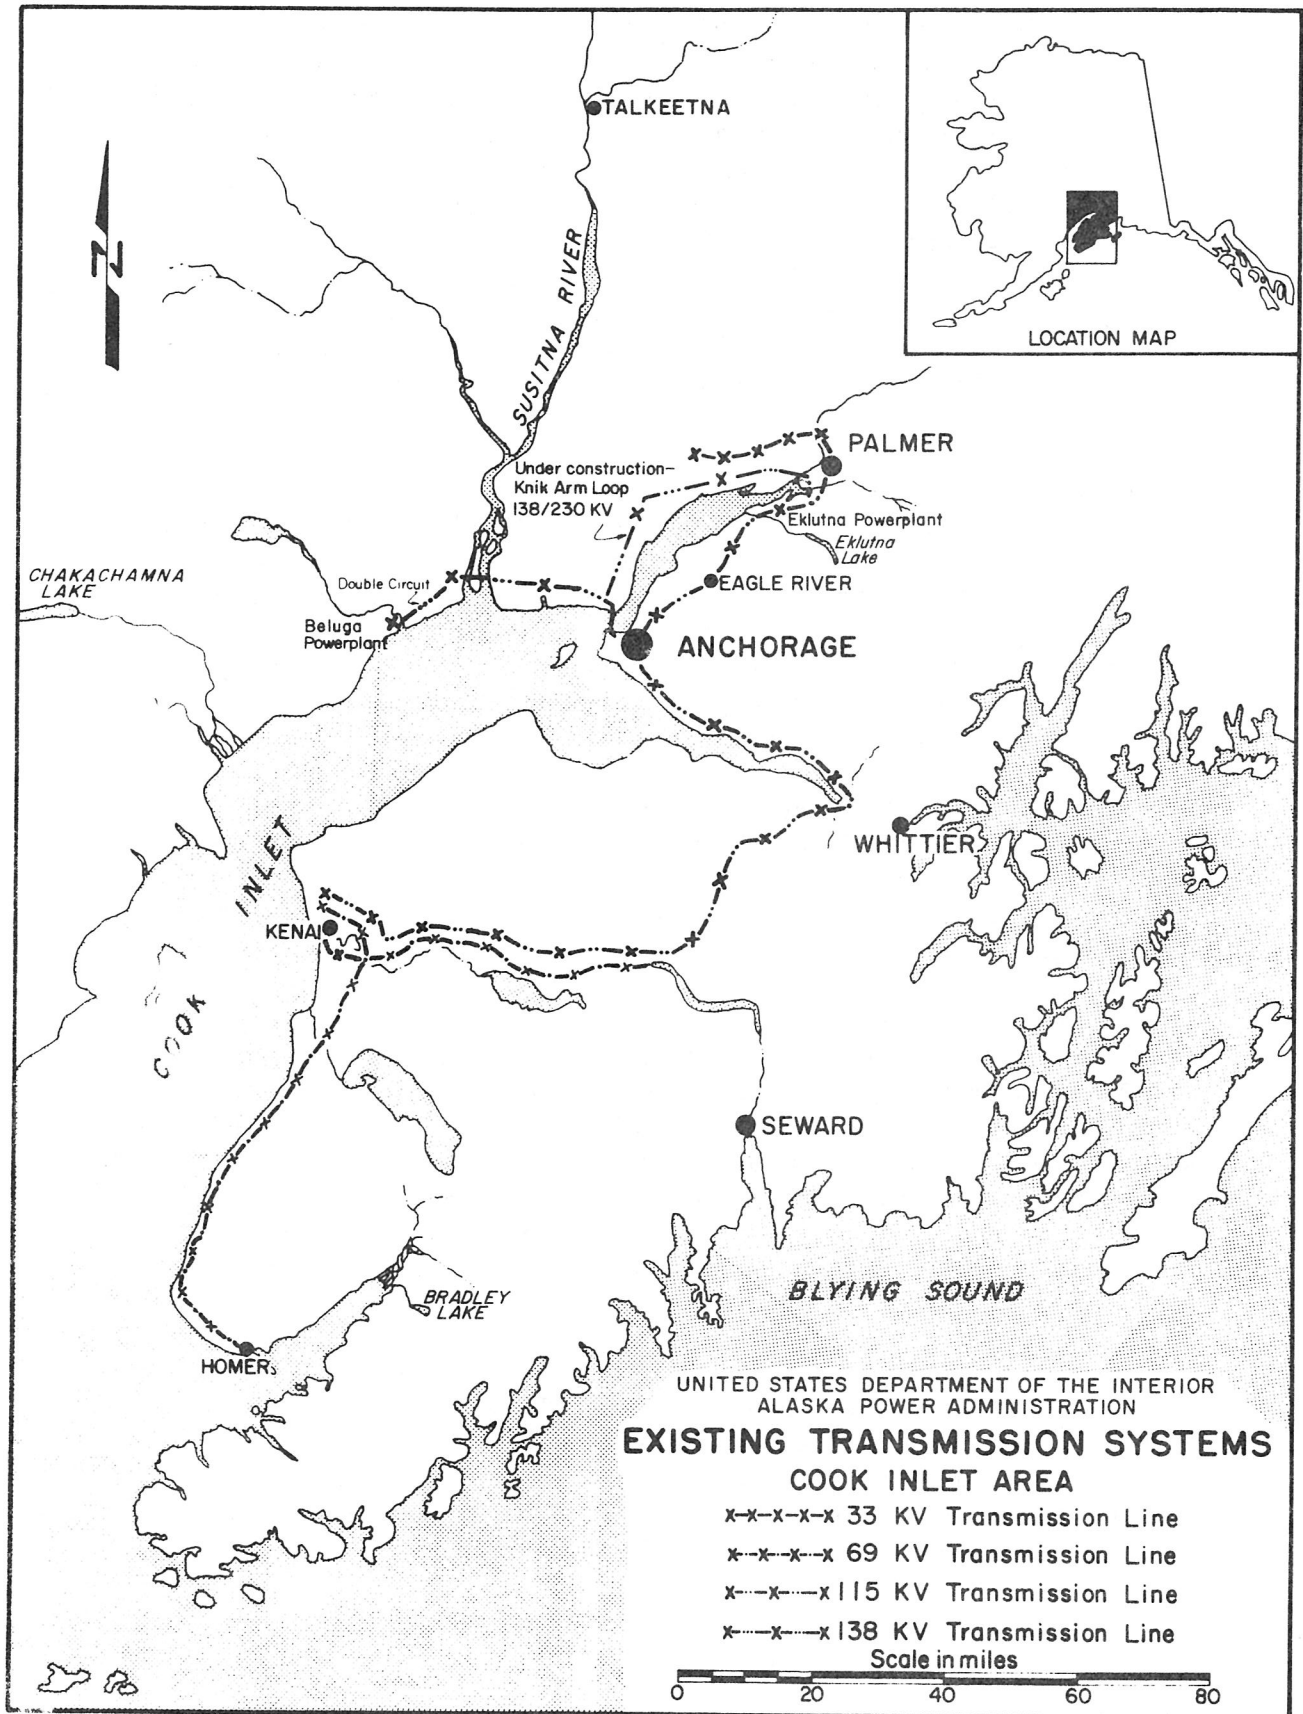 TALKEETNA
N
SUSITNA RIVER
LOCATION MAP
PALMER
Under construction-
Knik Arm Loop
138/230 KV
Eklutna Powerplant
Eklutna
Lake
CHAKACHAMNA
LAKE
Double Circuit
EAGLE RIVER
Beluga
Powerplant
ANCHORAGE
WHITTIER
COOK INLET
KENAI
SEWARD
BRADLEY
LAKE
BLYING SOUND
HOMER
UNITED STATES DEPARTMENT OF THE INTERIOR
ALASKA POWER ADMINISTRATION
EXISTING TRANSMISSION SYSTEMS
COOK INLET AREA
x-x-x-x-x 33 KV Transmission Line
x-·-x-·-x-·-x 69 KV Transmission Line
x-··-x-··-x 115 KV Transmission Line
x-···-x-···-x 138 KV Transmission Line
Scale in miles
0 20 40 60 80